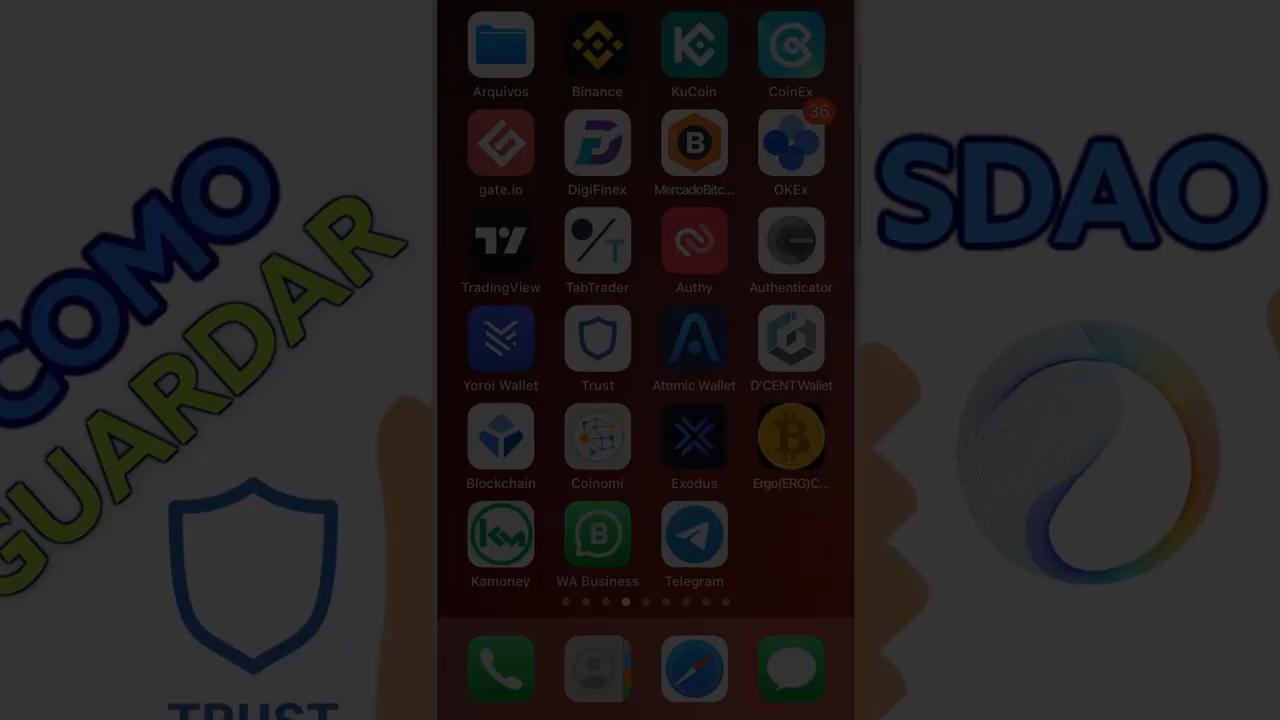 COMO
GUARDAR
TRUST
Arquivos Binance KuCoin CoinEx
36
gate.io DigiFinex MercadoBitc... OKEx
TradingView TabTrader Authy Authenticator
Yoroi Wallet Trust Atomic Wallet D'CENT Wallet
Blockchain Coinomi Exodus Ergo(ERG)C...
Kamoney WA Business Telegram
SDAO